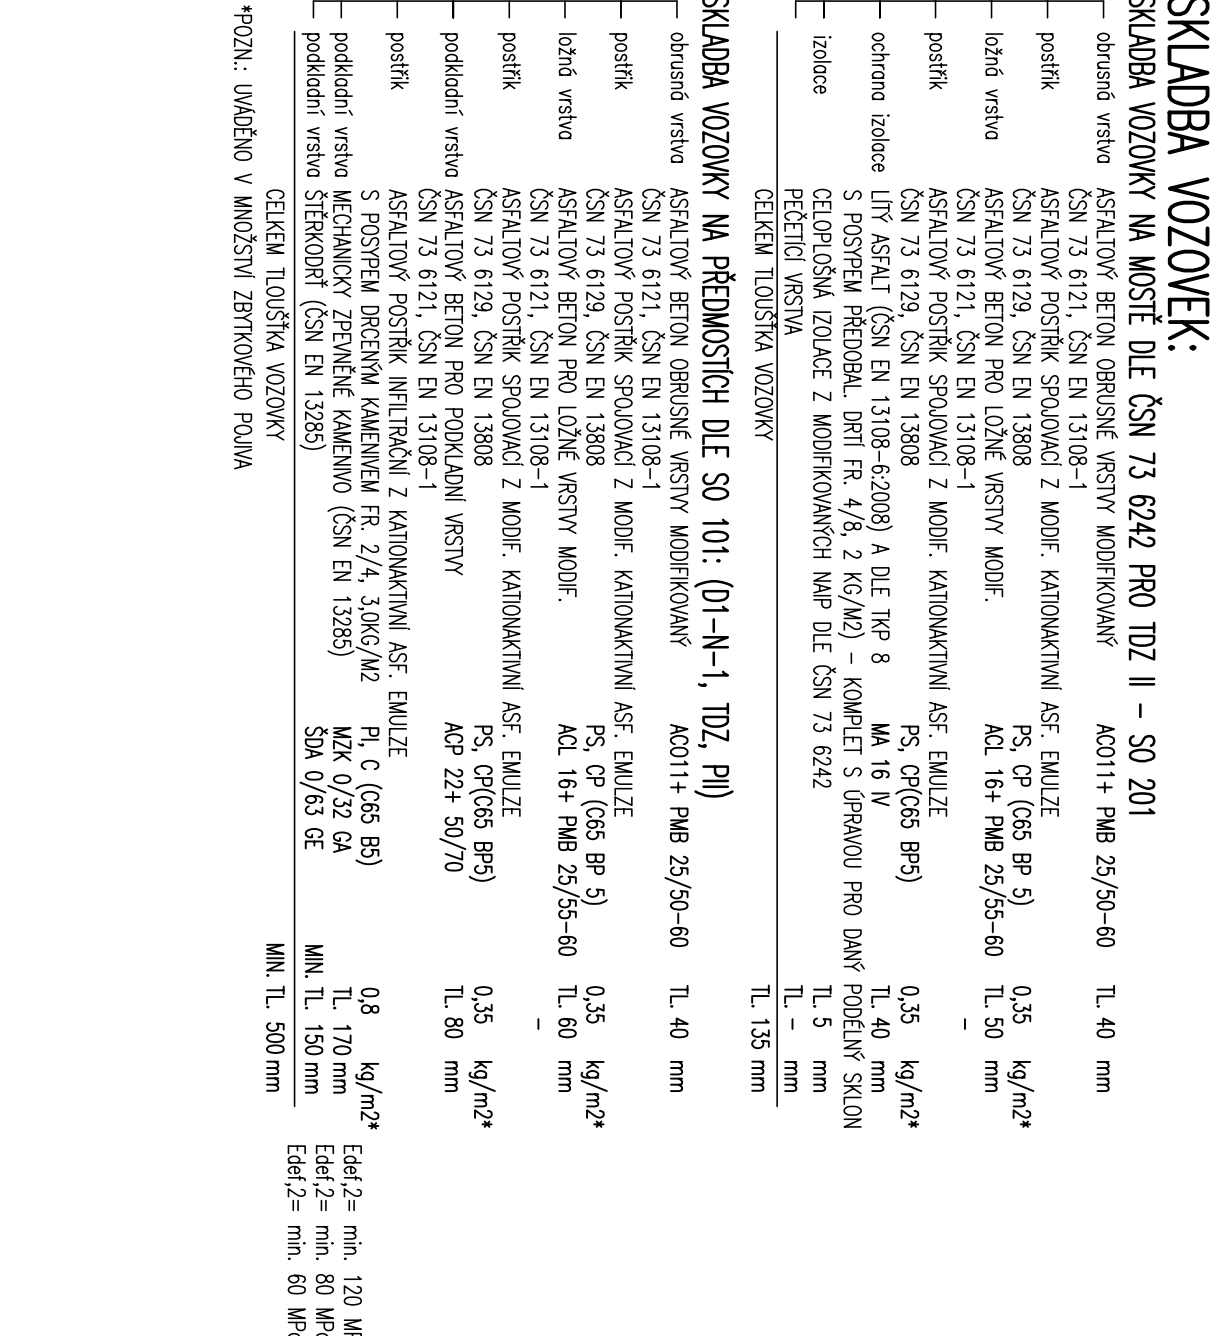 SKLADBA VOZOVEK:
SKLADBA VOZOVKY NA MOSTĚ DLE ČSN 73 6242 PRO TDZ II – SO 201
obrusná vrstva ASFALTOVÝ BETON OBRUSNÉ VRSTVY MODIFIKOVANÝ ACO11+ PMB 25/50–60 TL. 40 mm
ČSN 73 6121, ČSN EN 13108–1
postřik ASFALTOVÝ POSTŘIK SPOJOVACÍ Z MODIF. KATIONAKTIVNÍ ASF. EMULZE
ČSN 73 6129, ČSN EN 13808 PS, CP (C65 BP 5) 0,35 kg/m2*
ložná vrstva ASFALTOVÝ BETON PRO LOŽNÉ VRSTVY MODIF. ACL 16+ PMB 25/55–60 TL. 50 mm
ČSN 73 6121, ČSN EN 13108–1 –
postřik ASFALTOVÝ POSTŘIK SPOJOVACÍ Z MODIF. KATIONAKTIVNÍ ASF. EMULZE
ČSN 73 6129, ČSN EN 13808 PS, CP(C65 BP5) 0,35 kg/m2*
ochrana izolace LITÝ ASFALT (ČSN EN 13108–6:2008) A DLE TKP 8 MA 16 IV TL. 40 mm
S POSYPEM PŘEDOBAL. DRTÍ FR. 4/8, 2 KG/M2) – KOMPLET S ÚPRAVOU PRO DANÝ PODÉLNÝ SKLON
izolace CELOPLOŠNÁ IZOLACE Z MODIFIKOVANÝCH NAIP DLE ČSN 73 6242 TL. 5 mm
PEČETÍCÍ VRSTVA TL. – mm
CELKEM TLOUŠŤKA VOZOVKY TL. 135 mm
SKLADBA VOZOVKY NA PŘEDMOSTÍCH DLE SO 101: (D1–N–1, TDZ, PII)
obrusná vrstva ASFALTOVÝ BETON OBRUSNÉ VRSTVY MODIFIKOVANÝ ACO11+ PMB 25/50–60 TL. 40 mm
ČSN 73 6121, ČSN EN 13108–1
postřik ASFALTOVÝ POSTŘIK SPOJOVACÍ Z MODIF. KATIONAKTIVNÍ ASF. EMULZE
ČSN 73 6129, ČSN EN 13808 PS, CP (C65 BP 5) 0,35 kg/m2*
ložná vrstva ASFALTOVÝ BETON PRO LOŽNÉ VRSTVY MODIF. ACL 16+ PMB 25/55–60 TL. 60 mm
ČSN 73 6121, ČSN EN 13108–1 –
postřik ASFALTOVÝ POSTŘIK SPOJOVACÍ Z MODIF. KATIONAKTIVNÍ ASF. EMULZE
ČSN 73 6129, ČSN EN 13808 PS, CP(C65 BP5) 0,35 kg/m2*
podkladní vrstva ASFALTOVÝ BETON PRO PODKLADNÍ VRSTVY ACP 22+ 50/70 TL. 80 mm
ČSN 73 6121, ČSN EN 13108–1
postřik ASFALTOVÝ POSTŘIK INFILTRAČNÍ Z KATIONAKTIVNÍ ASF. EMULZE
S POSYPEM DRCENÝM KAMENIVEM FR. 2/4, 3,0KG/M2 PI, C (C65 B5) 0,8 kg/m2*
podkladní vrstva MECHANICKY ZPEVNĚNÉ KAMENIVO (ČSN EN 13285) MZK 0/32 GA TL. 170 mm Edef,2= min. 120 MP
podkladní vrstva ŠTĚRKODRŤ (ČSN EN 13285) ŠDA 0/63 GE MIN. TL. 150 mm Edef,2= min. 80 MPa
Edef,2= min. 60 MPa
CELKEM TLOUŠŤKA VOZOVKY MIN. TL. 500 mm
*POZN.: UVÁDĚNO V MNOŽSTVÍ ZBYTKOVÉHO POJIVA